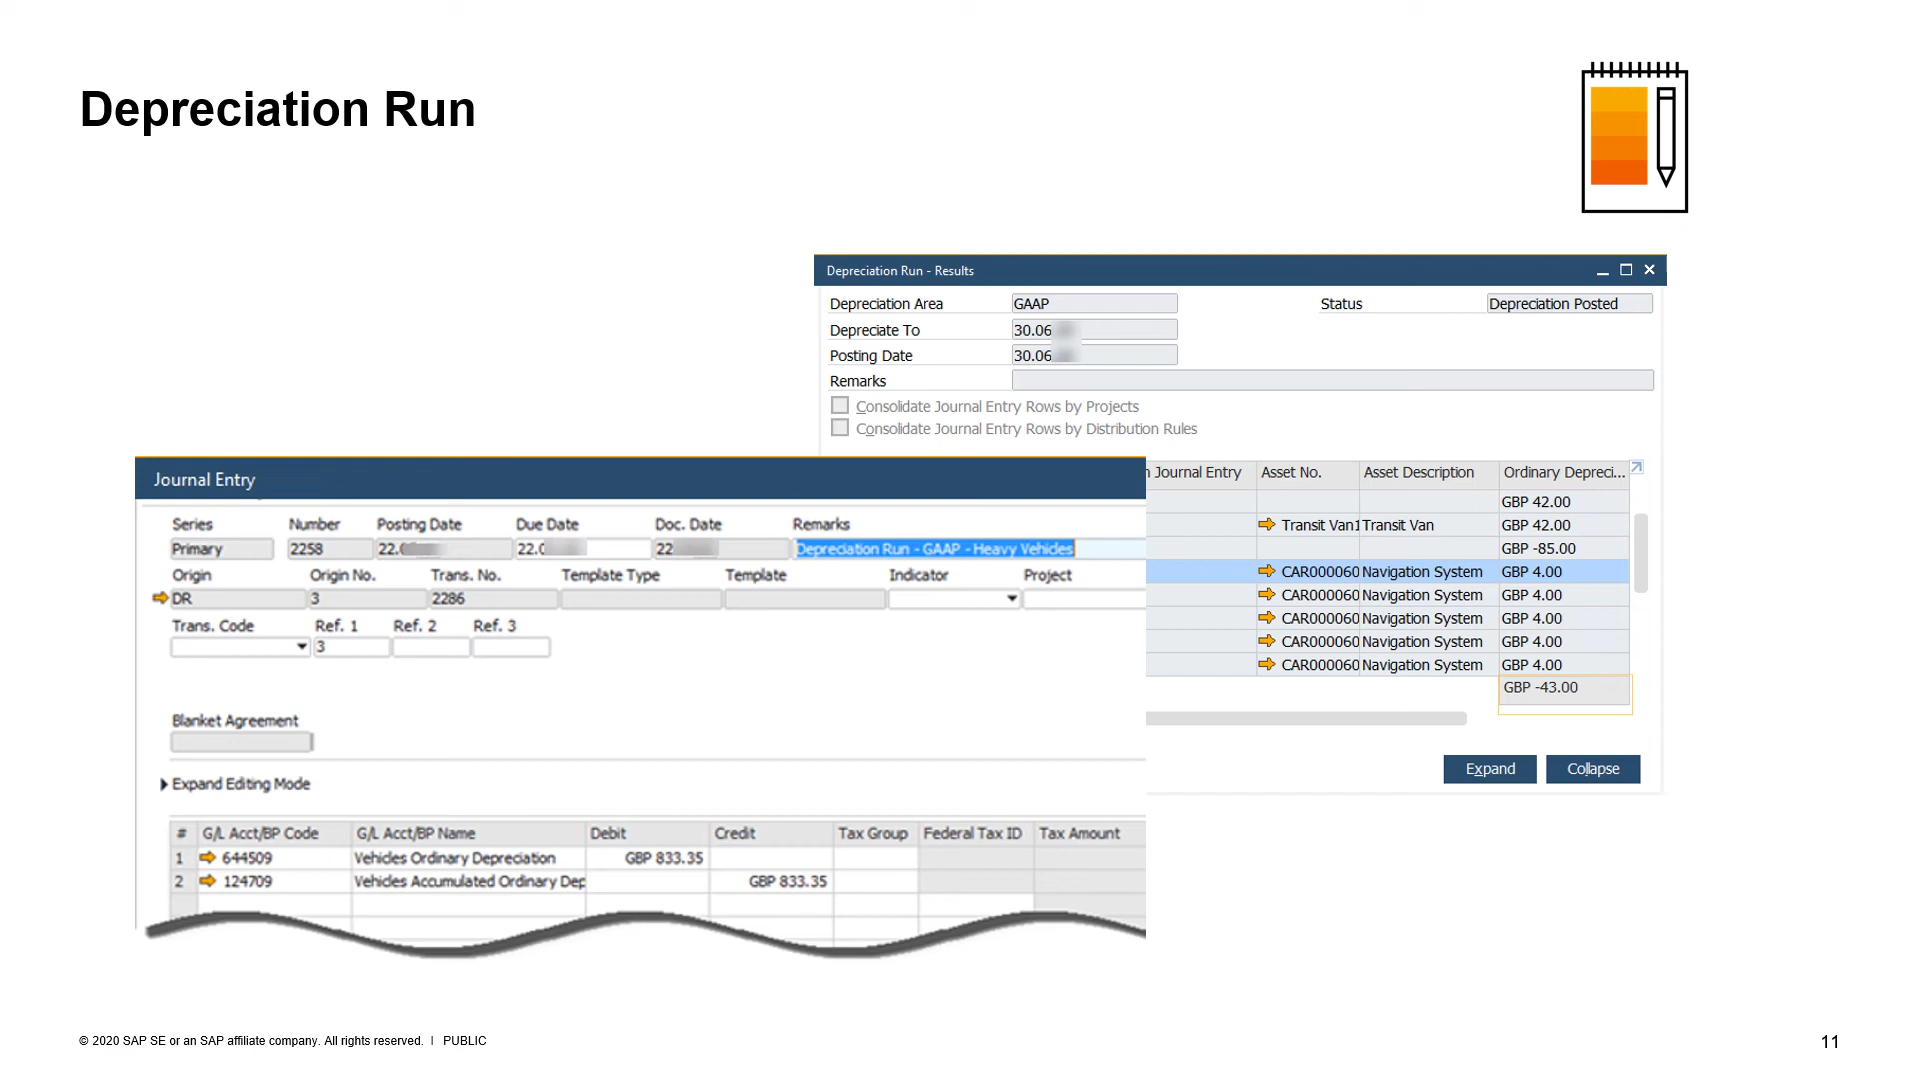 Depreciation Run
Depreciation Run - Results
Depreciation Area GAAP Status Depreciation Posted
Depreciate To 30.06
Posting Date 30.06
Remarks
Consolidate Journal Entry Rows by Projects
Consolidate Journal Entry Rows by Distribution Rules
Journal Entry Asset No. Asset Description Ordinary Depreci...
GBP 42.00
Transit Van1 Transit Van GBP 42.00
GBP -85.00
CAR000060 Navigation System GBP 4.00
CAR000060 Navigation System GBP 4.00
CAR000060 Navigation System GBP 4.00
CAR000060 Navigation System GBP 4.00
CAR000060 Navigation System GBP 4.00
GBP -43.00
Expand Collapse
Journal Entry
Series Number Posting Date Due Date Doc. Date Remarks
Primary 2258 22. 22. 22 Depreciation Run - GAAP - Heavy Vehicles
Origin Origin No. Trans. No. Template Type Template Indicator Project
DR 3 2286
Trans. Code Ref. 1 Ref. 2 Ref. 3
3
Blanket Agreement
Expand Editing Mode
# G/L Acct/BP Code G/L Acct/BP Name Debit Credit Tax Group Federal Tax ID Tax Amount
1 644509 Vehicles Ordinary Depreciation GBP 833.35
2 124709 Vehicles Accumulated Ordinary Dep GBP 833.35
© 2020 SAP SE or an SAP affiliate company. All rights reserved. | PUBLIC
11